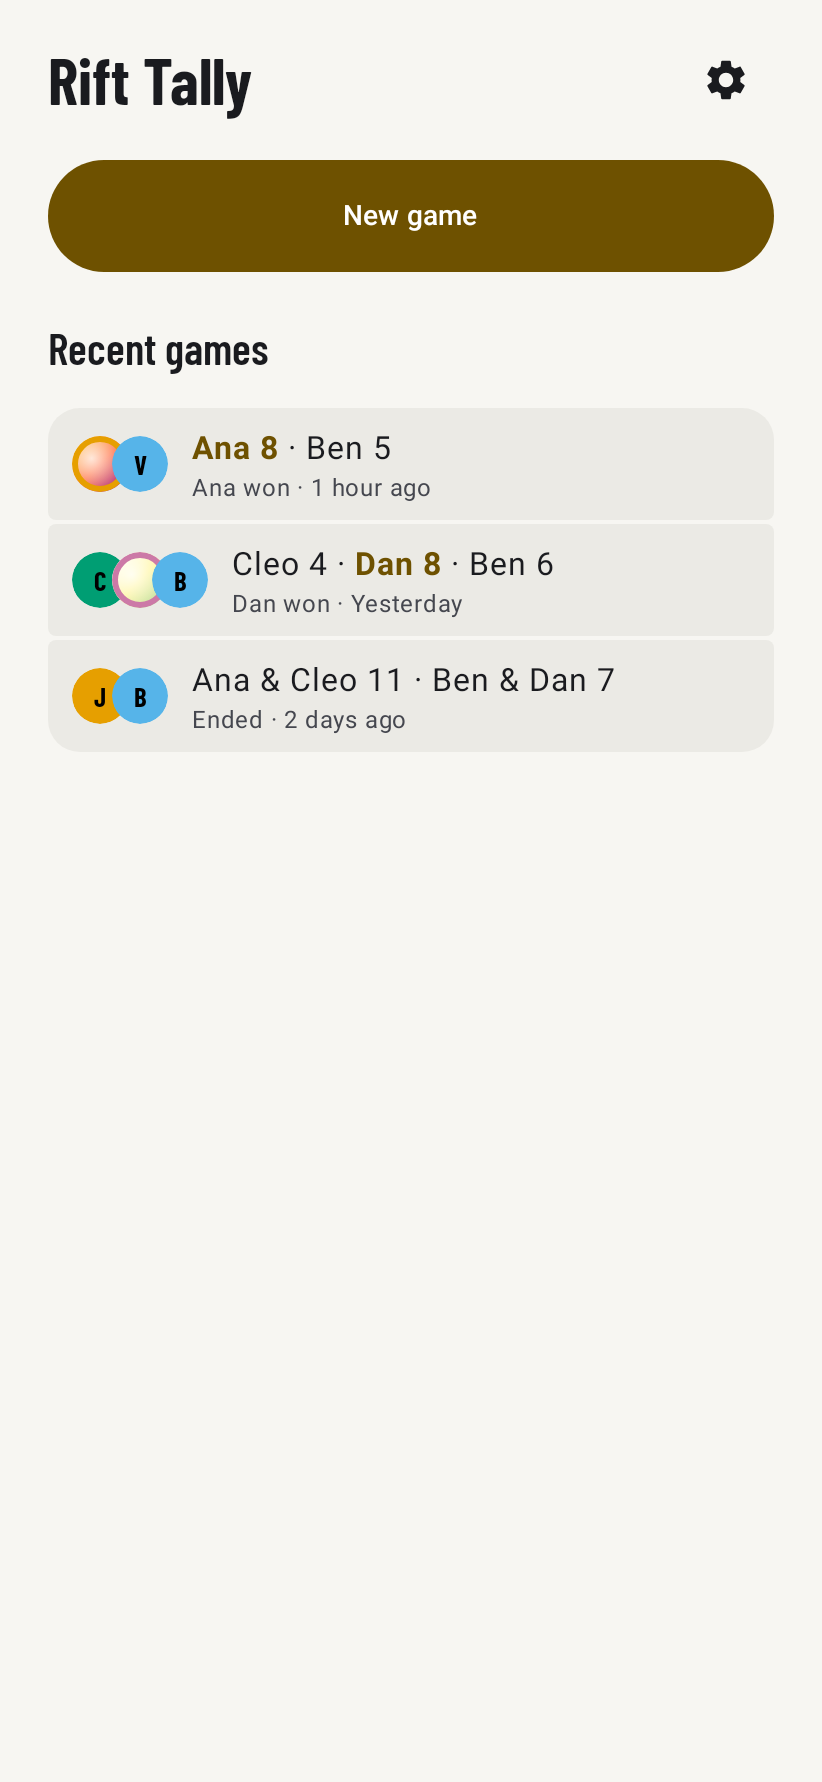 Rift Tally
New game
Recent games
V
Ana 8 · Ben 5
Ana won · 1 hour ago
C B
Cleo 4 · Dan 8 · Ben 6
Dan won · Yesterday
J B
Ana & Cleo 11 · Ben & Dan 7
Ended · 2 days ago